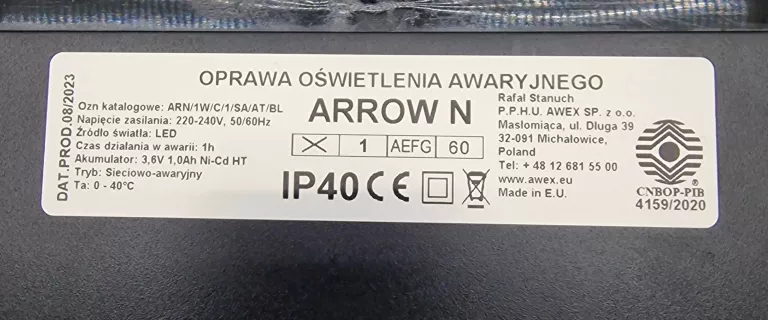 OPRAWA OŚWIETLENIA AWARYJNEGO
DAT.PROD.08/2023
Ozn katalogowe: ARN/1W/C/1/SA/AT/BL
Napięcie zasilania: 220-240V, 50/60Hz
Źródło światła: LED
Czas działania w awarii: 1h
Akumulator: 3,6V 1,0Ah Ni-Cd HT
Tryb: Sieciowo-awaryjny
Ta: 0 - 40°C
ARROW N
X 1 AEFG 60
IP40 CE
Rafał Stanuch
P.P.H.U. AWEX SP. z o.o.
Masłomiąca, ul. Długa 39
32-091 Michałowice,
Poland
Tel: + 48 12 681 55 00
www.awex.eu
Made in E.U.
CNBOP-PIB
4159/2020